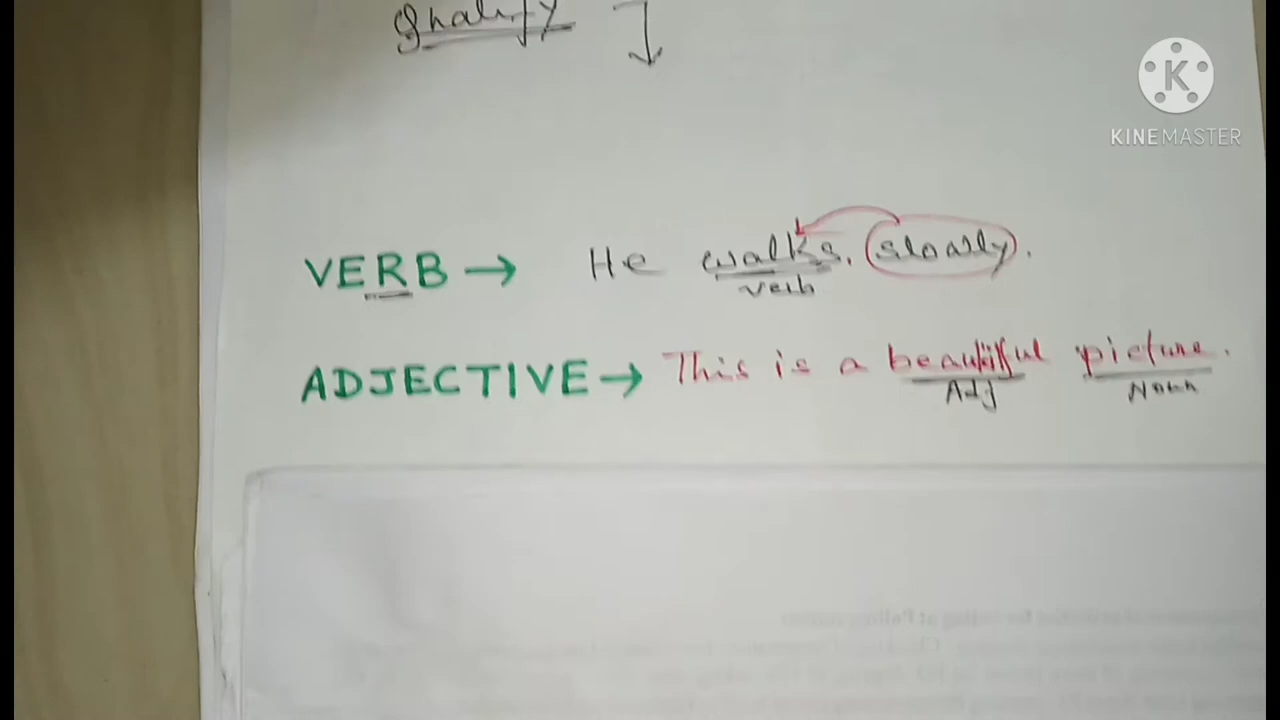 Qualify
KINEMASTER
VERB → He walks. slowly.
verb
ADJECTIVE → This is a beautiful picture.
Adj Noun